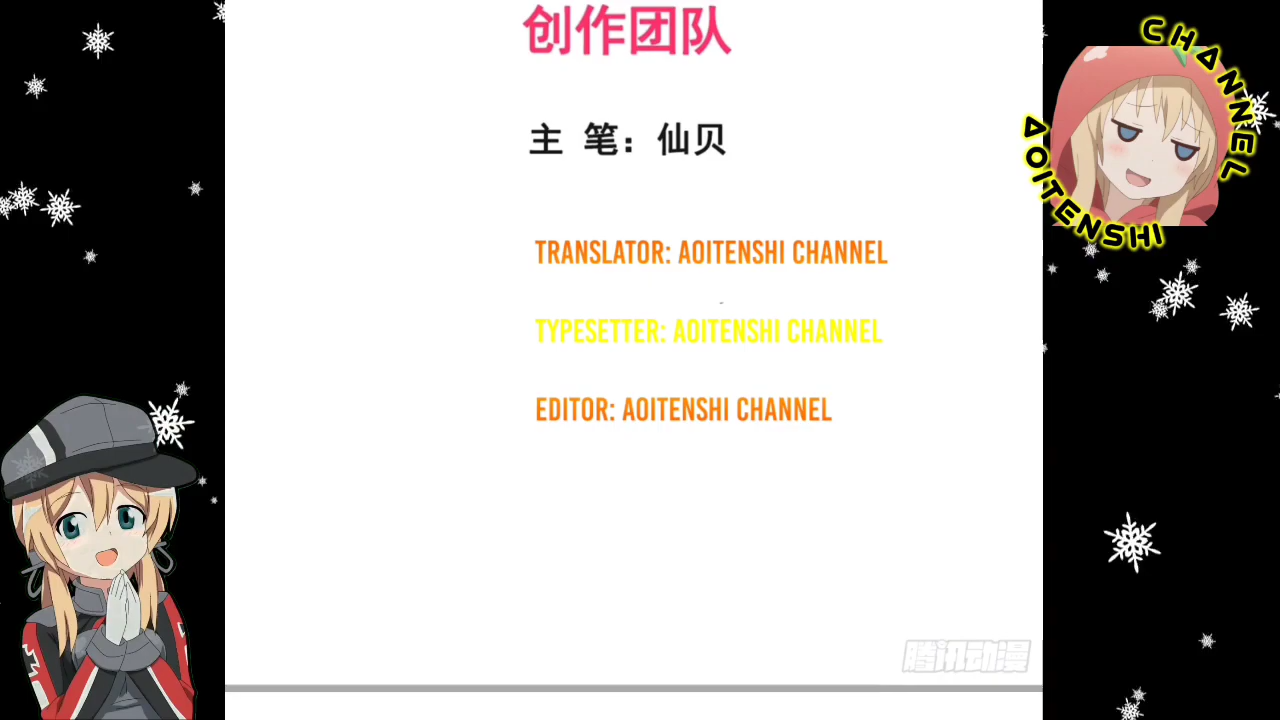 创作团队
主 笔：仙贝
TRANSLATOR: AOITENSHI CHANNEL
TYPESETTER: AOITENSHI CHANNEL
EDITOR: AOITENSHI CHANNEL
CHANNEL
AOITENSHI
腾讯动漫